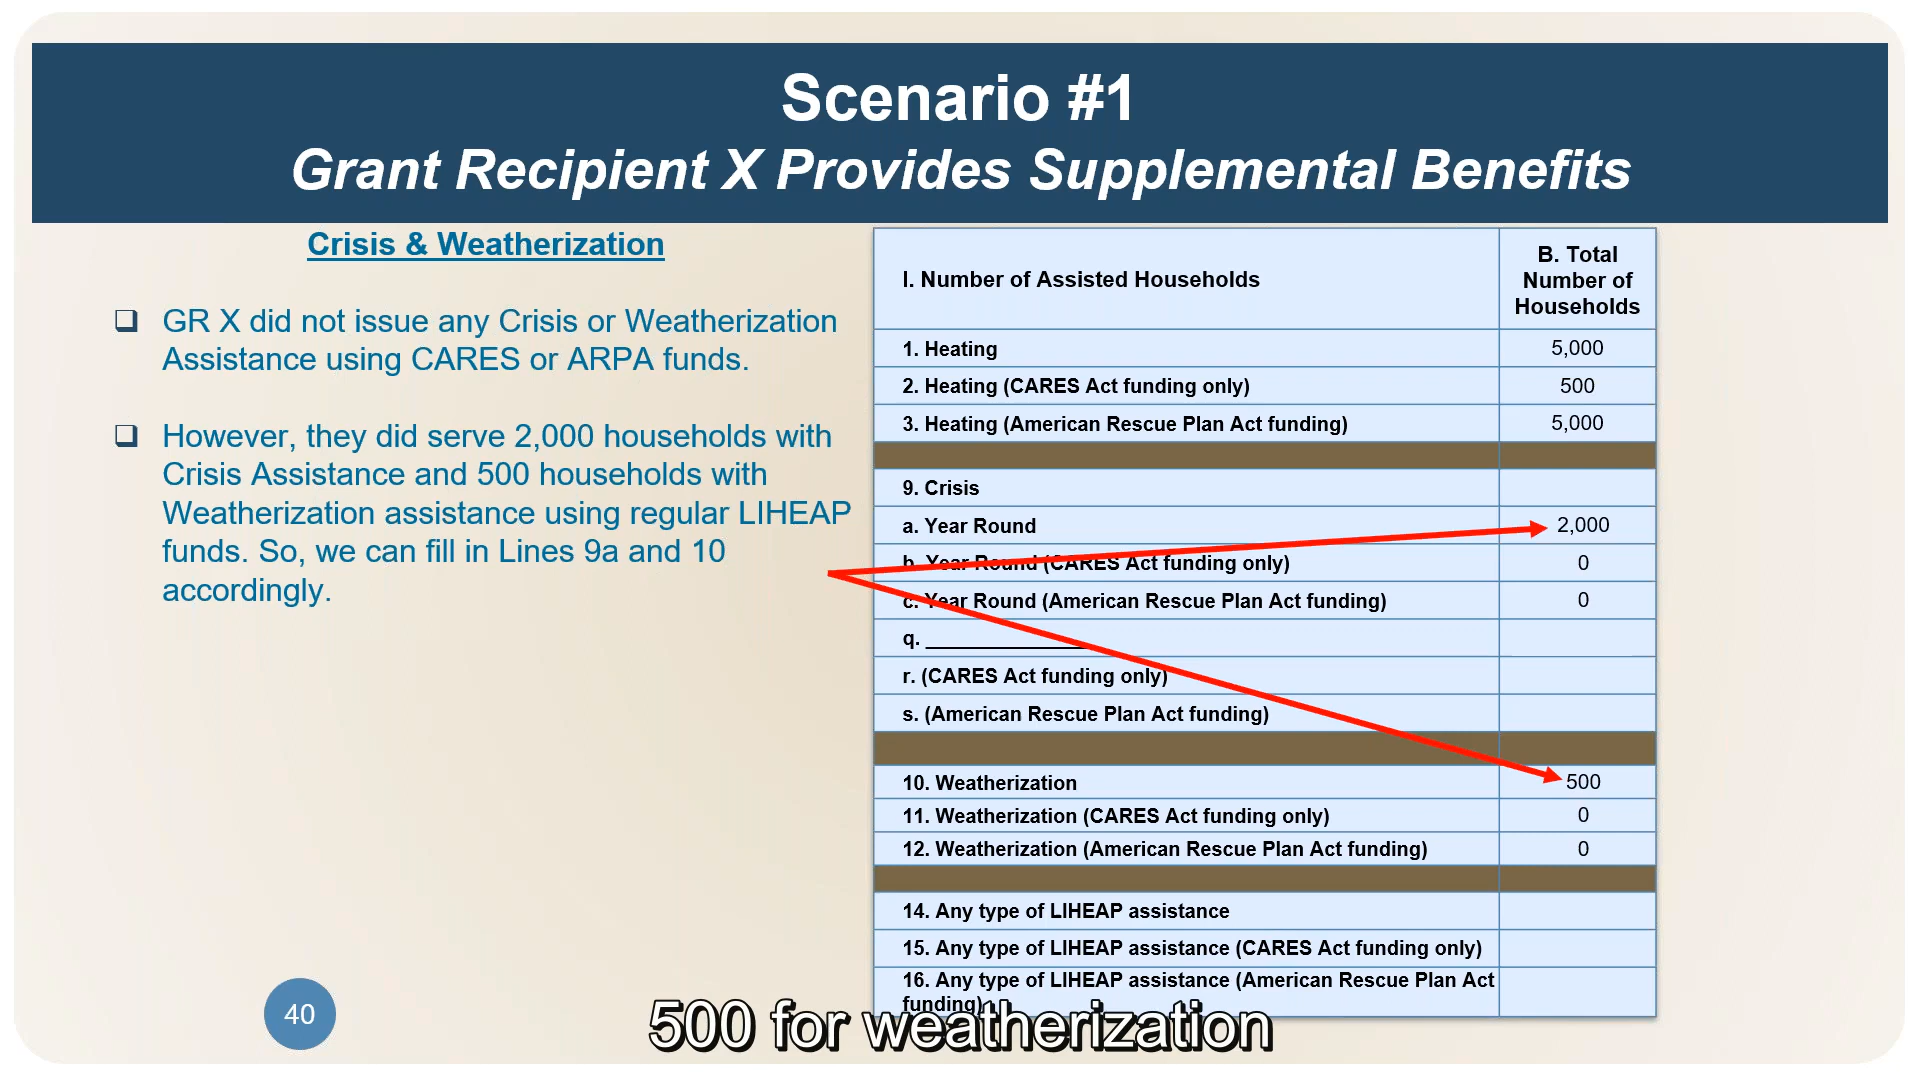 Scenario #1
Grant Recipient X Provides Supplemental Benefits
Crisis & Weatherization
GR X did not issue any Crisis or Weatherization
Assistance using CARES or ARPA funds.
However, they did serve 2,000 households with
Crisis Assistance and 500 households with
Weatherization assistance using regular LIHEAP
funds. So, we can fill in Lines 9a and 10
accordingly.
I. Number of Assisted Households
B. Total
Number of
Households
1. Heating 5,000
2. Heating (CARES Act funding only) 500
3. Heating (American Rescue Plan Act funding) 5,000
9. Crisis
a. Year Round 2,000
b. Year Round (CARES Act funding only) 0
c. Year Round (American Rescue Plan Act funding) 0
q. _______________
r. (CARES Act funding only)
s. (American Rescue Plan Act funding)
10. Weatherization 500
11. Weatherization (CARES Act funding only) 0
12. Weatherization (American Rescue Plan Act funding) 0
14. Any type of LIHEAP assistance
15. Any type of LIHEAP assistance (CARES Act funding only)
16. Any type of LIHEAP assistance (American Rescue Plan Act
funding)
40
500 for weatherization